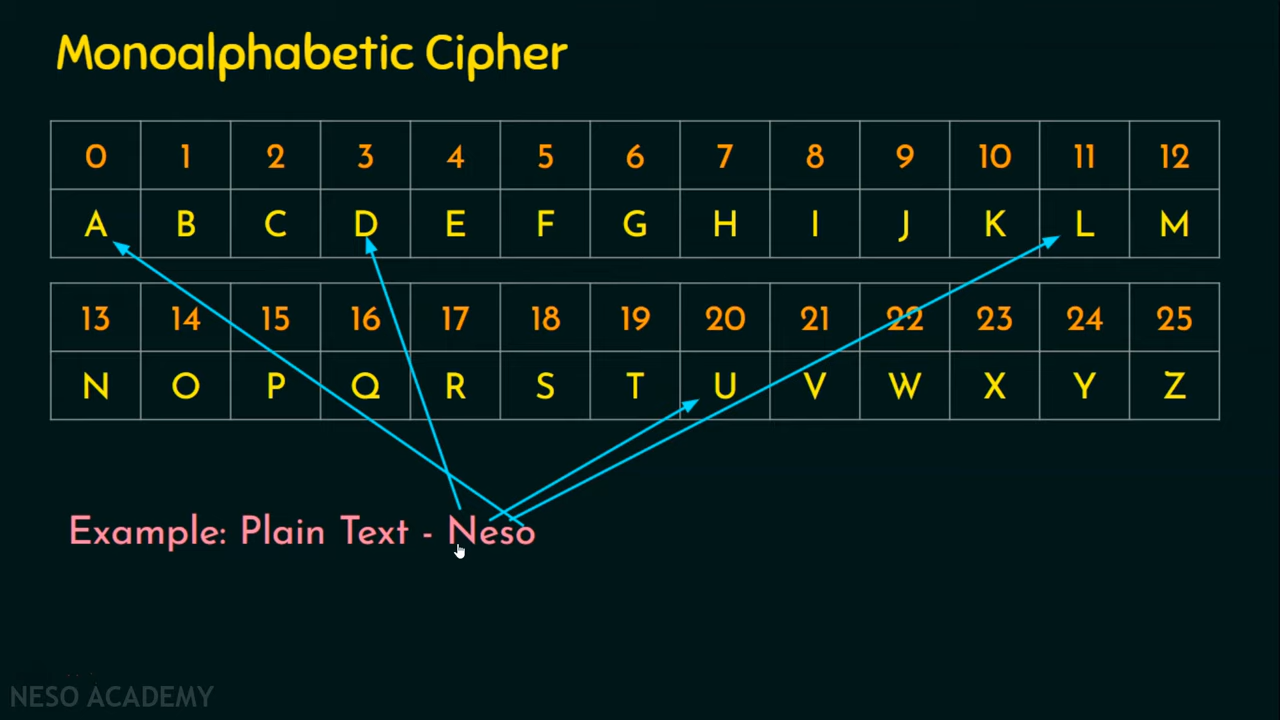 Monoalphabetic Cipher
0 1 2 3 4 5 6 7 8 9 10 11 12
A B C D E F G H I J K L M
13 14 15 16 17 18 19 20 21 22 23 24 25
N O P Q R S T U V W X Y Z
Example: Plain Text - Neso
NESO ACADEMY